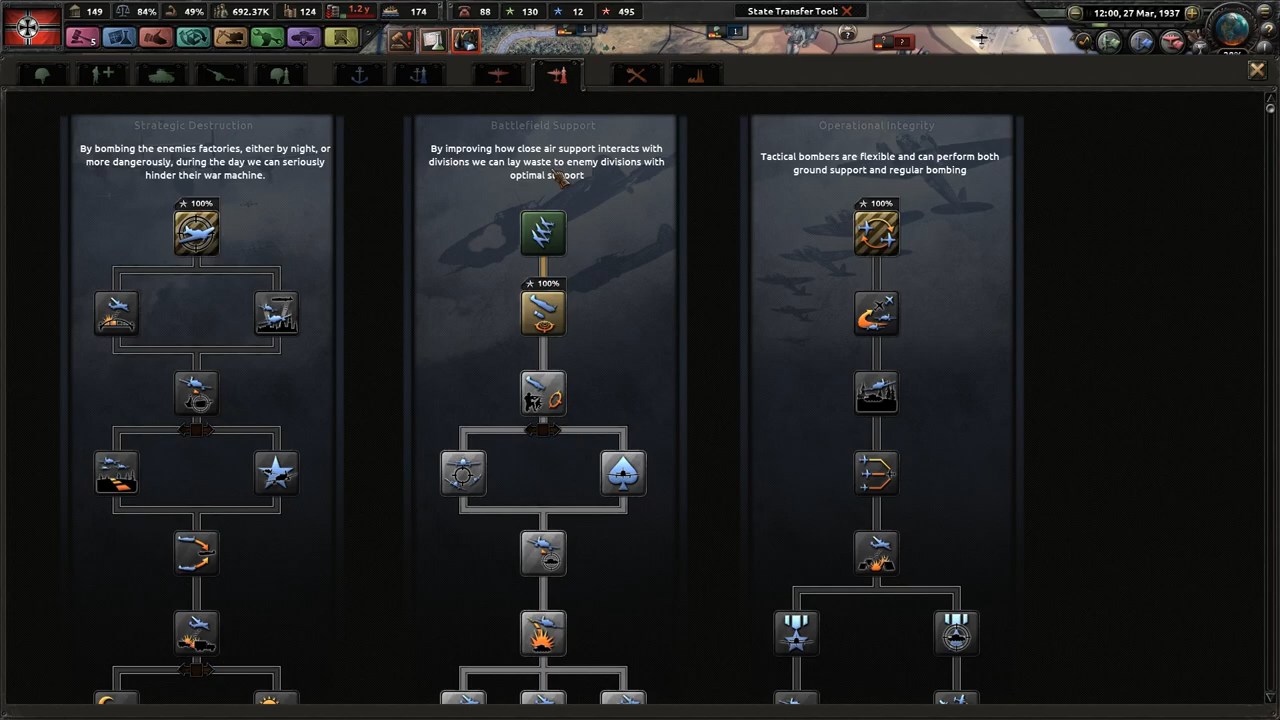 149 84% 49% 692.37K 124 1.2 y 174 88 130 12 495 State Transfer Tool: 12:00, 27 Mar, 1937
5 1 1 ? ? ?
Strategic Destruction
By bombing the enemies factories, either by night, or
more dangerously, during the day we can seriously
hinder their war machine.
100%
Battlefield Support
By improving how close air support interacts with
divisions we can lay waste to enemy divisions with
optimal support
100%
Operational Integrity
Tactical bombers are flexible and can perform both
ground support and regular bombing
100%